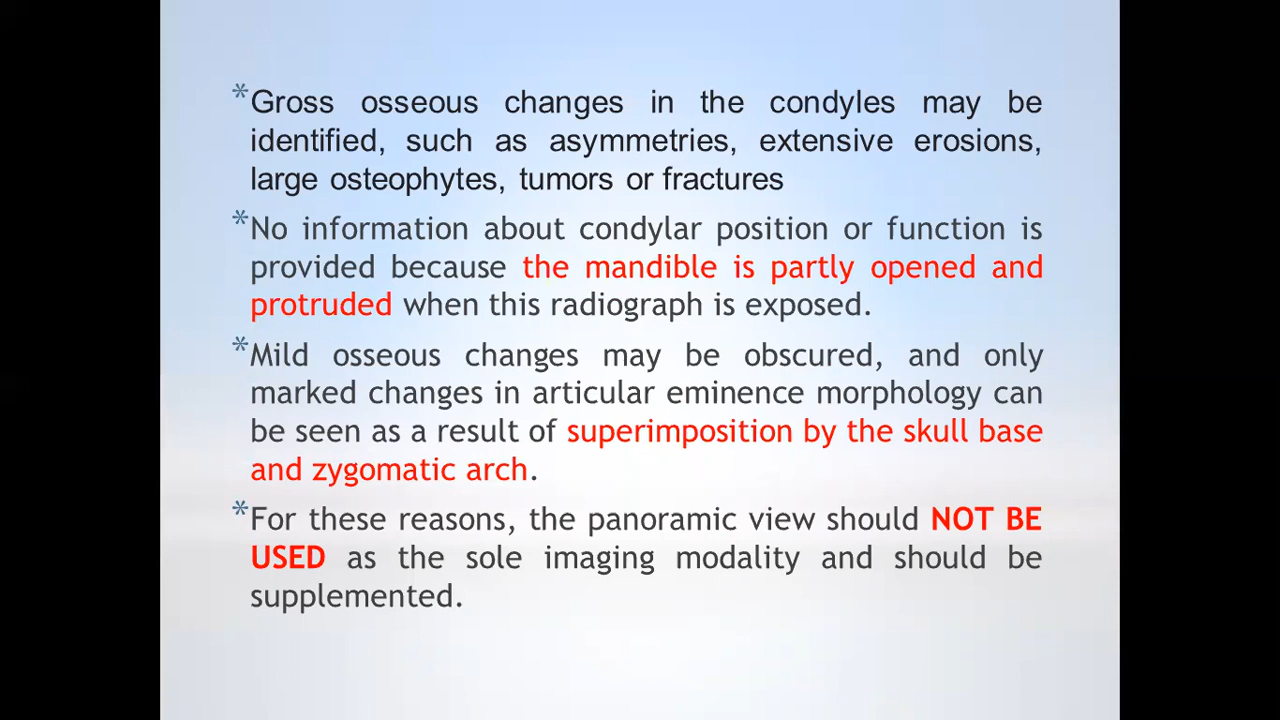 *Gross osseous changes in the condyles may be
identified, such as asymmetries, extensive erosions,
large osteophytes, tumors or fractures
*No information about condylar position or function is
provided because the mandible is partly opened and
protruded when this radiograph is exposed.
*Mild osseous changes may be obscured, and only
marked changes in articular eminence morphology can
be seen as a result of superimposition by the skull base
and zygomatic arch.
*For these reasons, the panoramic view should NOT BE
USED as the sole imaging modality and should be
supplemented.